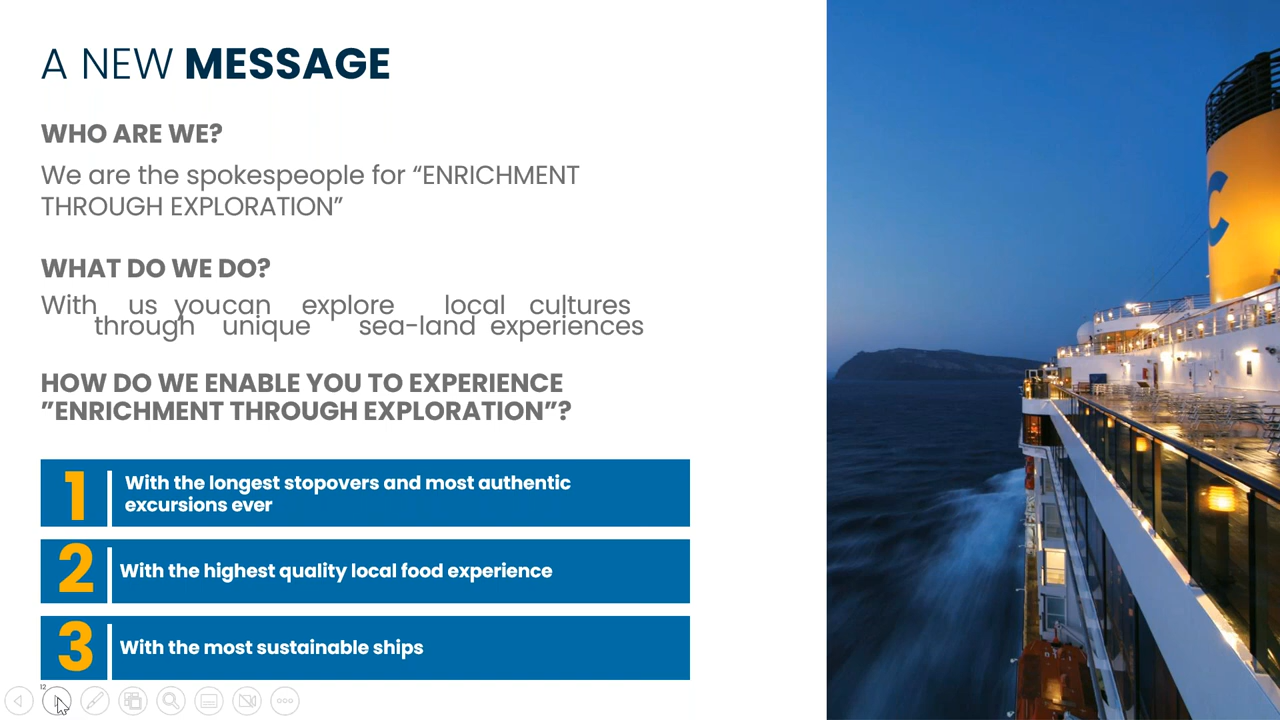 A NEW MESSAGE
WHO ARE WE?
We are the spokespeople for “ENRICHMENT
THROUGH EXPLORATION”
WHAT DO WE DO?
With us youcan explore local cultures
through unique sea-land experiences
HOW DO WE ENABLE YOU TO EXPERIENCE
”ENRICHMENT THROUGH EXPLORATION”?
1 With the longest stopovers and most authentic
excursions ever
2 With the highest quality local food experience
3 With the most sustainable ships
12
C